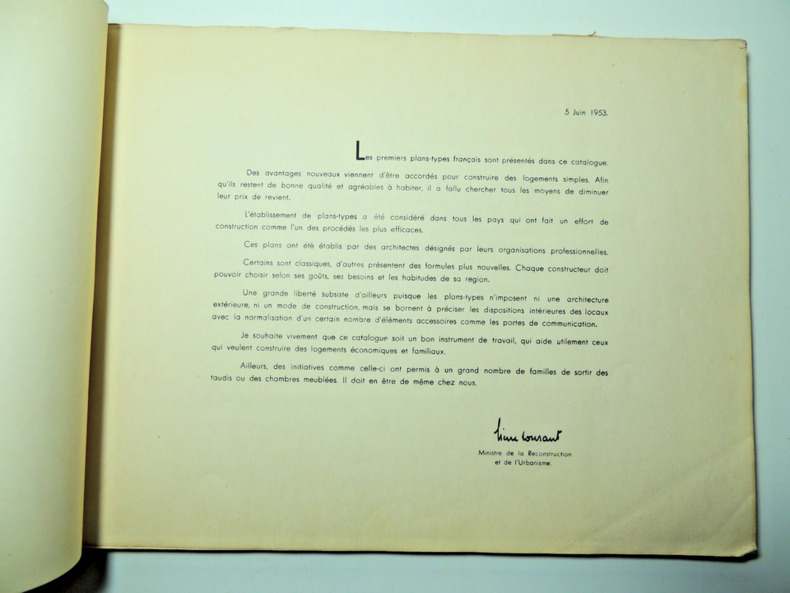 5 Juin 1953.
Les premiers plans-types français sont présentés dans ce catalogue.
Des avantages nouveaux viennent d'être accordés pour construire des logements simples. Afin
qu'ils restent de bonne qualité et agréables à habiter, il a fallu chercher tous les moyens de diminuer
leur prix de revient.
L'établissement de plans-types a été considéré dans tous les pays qui ont fait un effort de
construction comme l'un des procédés les plus efficaces.
Ces plans ont été établis par des architectes désignés par leurs organisations professionnelles.
Certains sont classiques, d'autres présentent des formules plus nouvelles. Chaque constructeur doit
pouvoir choisir selon ses goûts, ses besoins et les habitudes de sa région.
Une grande liberté subsiste d'ailleurs puisque les plans-types n'imposent ni une architecture
extérieure, ni un mode de construction, mais se bornent à préciser les dispositions intérieures des locaux
avec la normalisation d'un certain nombre d'éléments accessoires comme les portes de communication.
Je souhaite vivement que ce catalogue soit un bon instrument de travail, qui aide utilement ceux
qui veulent construire des logements économiques et familiaux.
Ailleurs, des initiatives comme celle-ci ont permis à un grand nombre de familles de sortir des
taudis ou des chambres meublées. Il doit en être de même chez nous.
Pierre Courant
Ministre de la Reconstruction
et de l'Urbanisme.